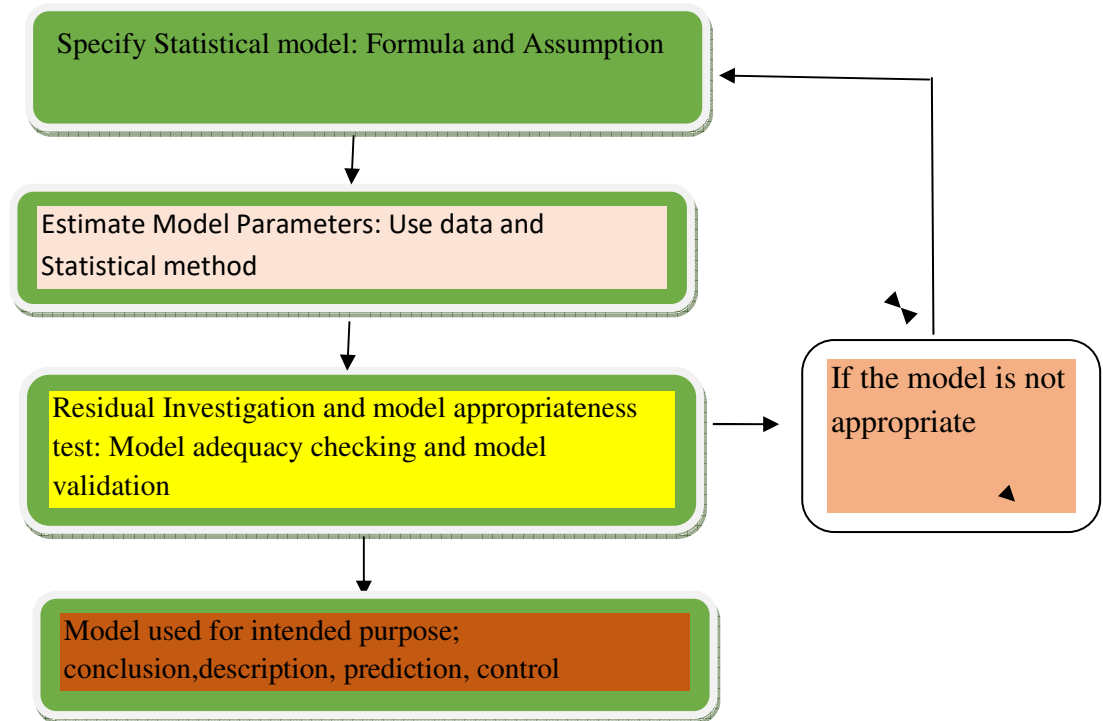 Specify Statistical model: Formula and Assumption
Estimate Model Parameters: Use data and
Statistical method
Residual Investigation and model appropriateness
test: Model adequacy checking and model
validation
If the model is not
appropriate
Model used for intended purpose;
conclusion,description, prediction, control